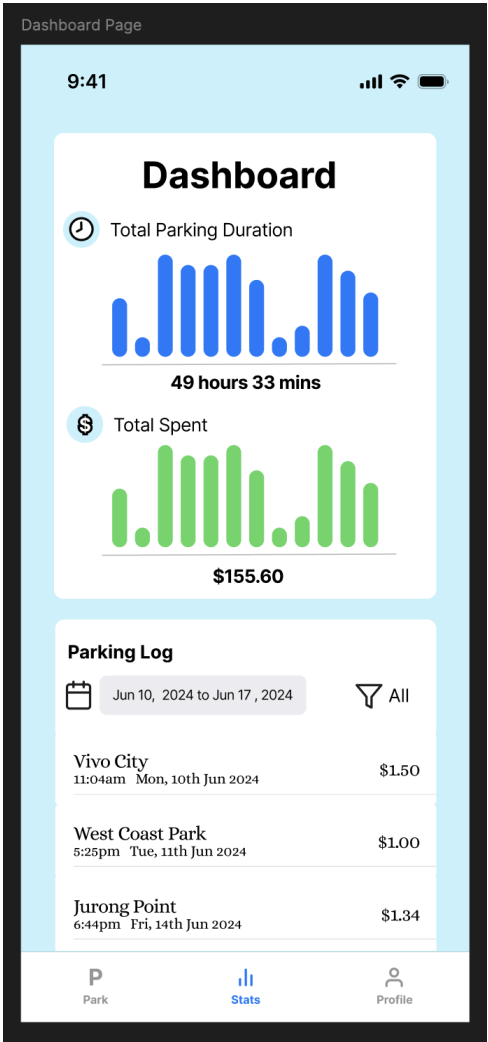 Dashboard Page
9:41
Dashboard
Total Parking Duration
49 hours 33 mins
Total Spent
$155.60
Parking Log
Jun 10,  2024 to Jun 17 , 2024
All
Vivo City
$1.50
11:04am  Mon, 10th Jun 2024
West Coast Park
$1.00
5:25pm  Tue, 11th Jun 2024
Jurong Point
$1.34
6:44pm  Fri, 14th Jun 2024
P
Park
Stats
Profile